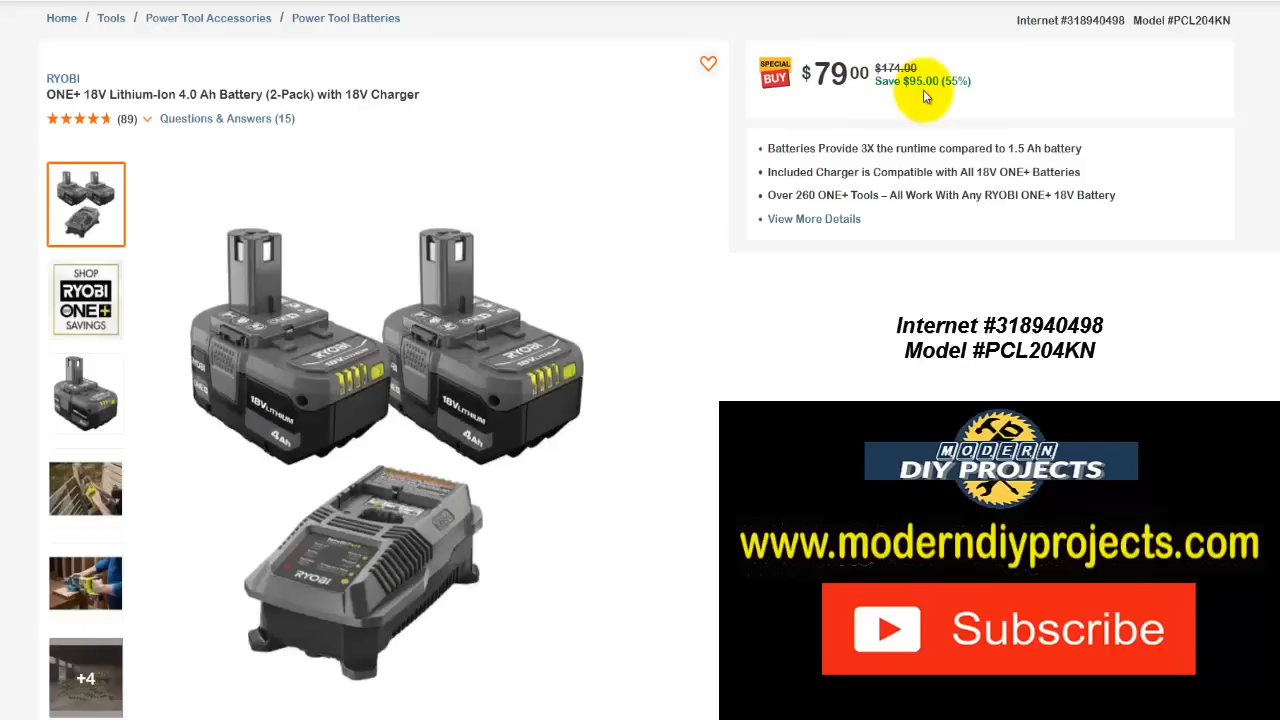 Home / Tools / Power Tool Accessories / Power Tool Batteries
Internet #318940498 Model #PCL204KN
RYOBI
ONE+ 18V Lithium-Ion 4.0 Ah Battery (2-Pack) with 18V Charger
(89) Questions & Answers (15)
SPECIAL
BUY
$79 00
$174.00
Save $95.00 (55%)
• Batteries Provide 3X the runtime compared to 1.5 Ah battery
• Included Charger is Compatible with All 18V ONE+ Batteries
• Over 260 ONE+ Tools – All Work With Any RYOBI ONE+ 18V Battery
• View More Details
SHOP
RYOBI
ONE+
SAVINGS
+4
RYOBI
18V LITHIUM
18V LITHIUM
4Ah
RYOBI
18V LITHIUM
18V LITHIUM
4Ah
RYOBI
Internet #318940498
Model #PCL204KN
MODERN
DIY PROJECTS
www.moderndiyprojects.com
Subscribe